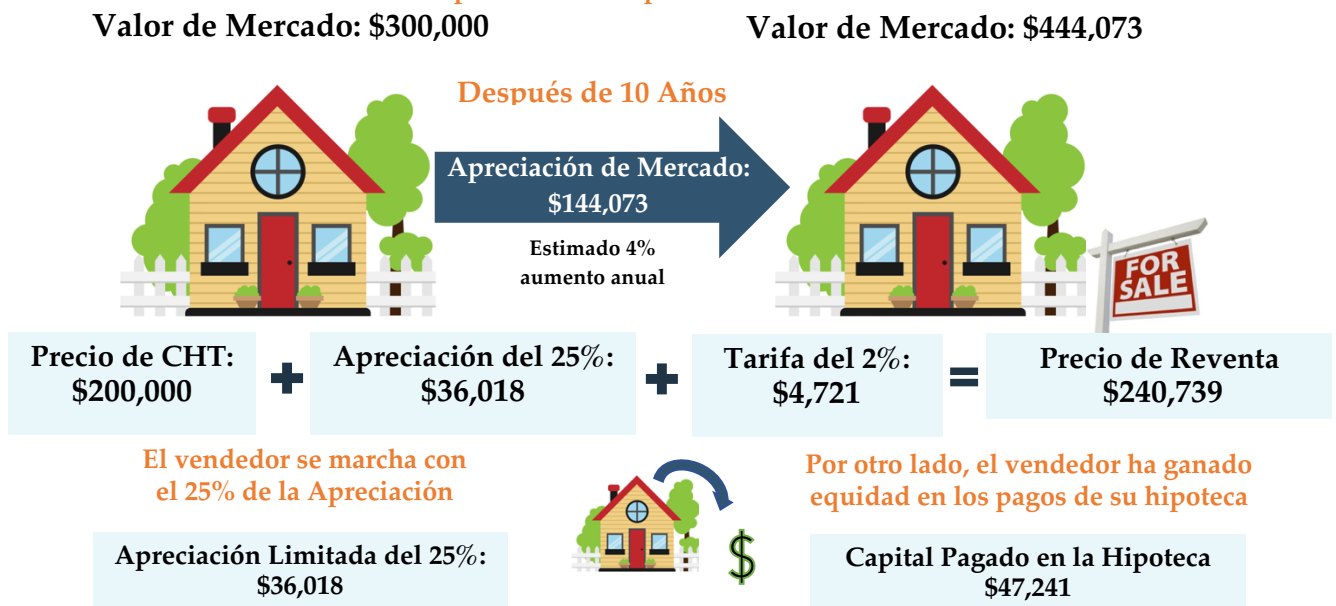 Valor de Mercado: $300,000
Valor de Mercado: $444,073
Después de 10 Años
Apreciación de Mercado:
$144,073
Estimado 4%
aumento anual
FOR
SALE
Precio de CHT:
$200,000
+
Apreciación del 25%:
$36,018
+
Tarifa del 2%:
$4,721
=
Precio de Reventa
$240,739
El vendedor se marcha con
el 25% de la Apreciación
Por otro lado, el vendedor ha ganado
equidad en los pagos de su hipoteca
Apreciación Limitada del 25%:
$36,018
$
Capital Pagado en la Hipoteca
$47,241